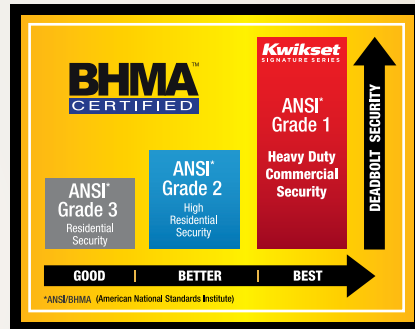 BHMA™
CERTIFIED
Kwikset
SIGNATURE SERIES
ANSI*
Grade 1
Heavy Duty
Commercial
Security
ANSI*
Grade 2
High
Residential
Security
ANSI*
Grade 3
Residential
Security
DEADBOLT SECURITY
GOOD | BETTER | BEST
*ANSI/BHMA (American National Standards Institute)